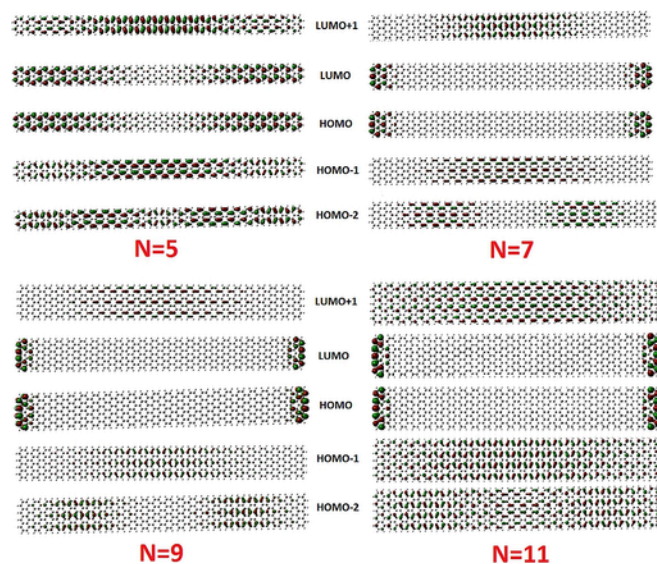 LUMO+1
LUMO
HOMO
HOMO-1
HOMO-2
N=5
N=7
LUMO+1
LUMO
HOMO
HOMO-1
HOMO-2
N=9
N=11